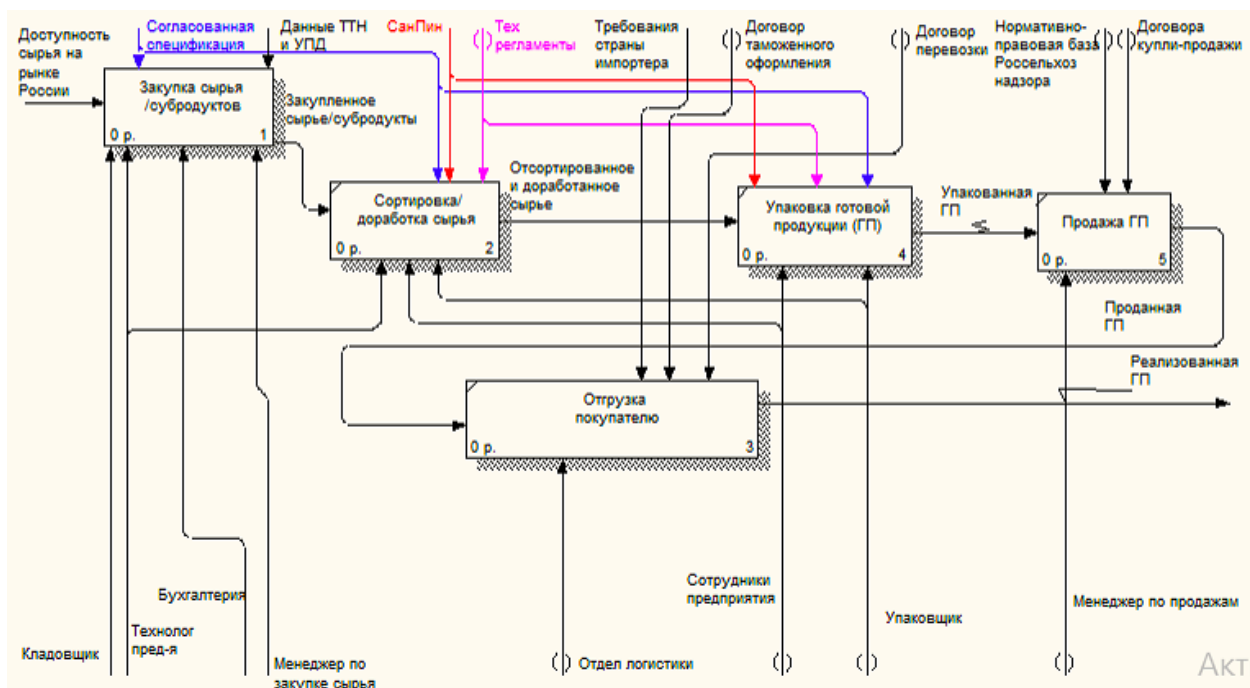 Доступность
сырья на
рынке
России
Согласованная
спецификация
Данные ТТН
и УПД
СанПин
Тех
регламенты
Требования
страны
импортера
Договор
таможенного
оформления
Договор
перевозки
Нормативно-
правовая база
Россельхоз
надзора
Договора
купли-продажи
Закупка сырья
/субродуктов
0 р.
1
Закупленное
сырье/субродукты
Сортировка/
доработка сырья
0 р.
2
Отсортированное
и доработанное
сырье
Упаковка готовой
продукции (ГП)
0 р.
4
Упакованная
ГП
Продажа ГП
0 р.
5
Проданная
ГП
Реализованная
ГП
Отгрузка
покупателю
0 р.
3
Кладовщик
Технолог
пред-я
Бухгалтерия
Менеджер по
закупке сырья
Отдел логистики
Сотрудники
предприятия
Упаковщик
Менеджер по продажам
Акт